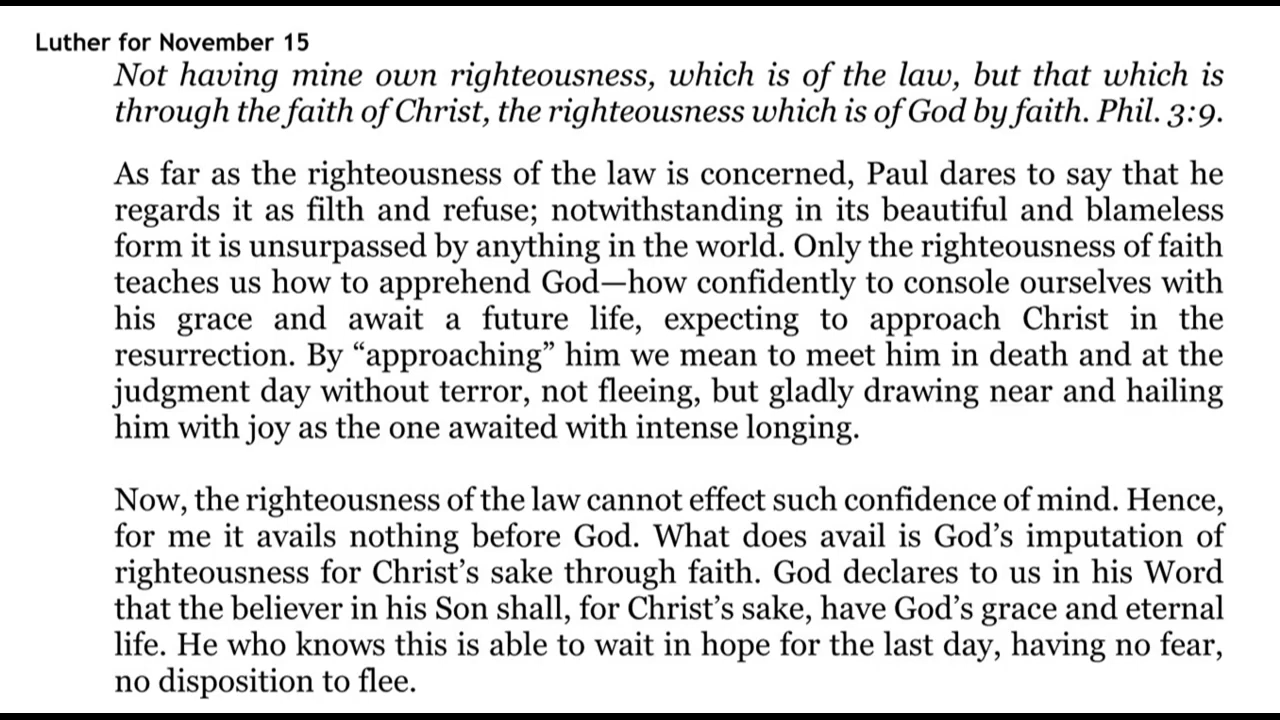 Luther for November 15
Not having mine own righteousness, which is of the law, but that which is
through the faith of Christ, the righteousness which is of God by faith. Phil. 3:9.
As far as the righteousness of the law is concerned, Paul dares to say that he
regards it as filth and refuse; notwithstanding in its beautiful and blameless
form it is unsurpassed by anything in the world. Only the righteousness of faith
teaches us how to apprehend God—how confidently to console ourselves with
his grace and await a future life, expecting to approach Christ in the
resurrection. By “approaching” him we mean to meet him in death and at the
judgment day without terror, not fleeing, but gladly drawing near and hailing
him with joy as the one awaited with intense longing.
Now, the righteousness of the law cannot effect such confidence of mind. Hence,
for me it avails nothing before God. What does avail is God’s imputation of
righteousness for Christ’s sake through faith. God declares to us in his Word
that the believer in his Son shall, for Christ’s sake, have God’s grace and eternal
life. He who knows this is able to wait in hope for the last day, having no fear,
no disposition to flee.